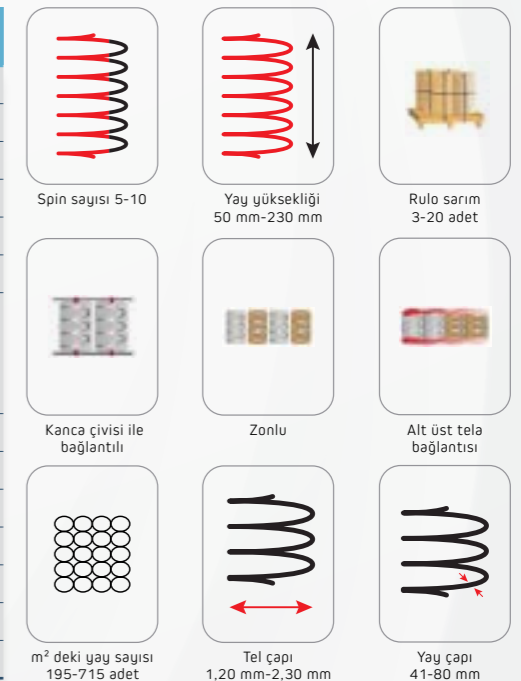 Spin sayısı 5-10
Yay yüksekliği
50 mm-230 mm
Rulo sarım
3-20 adet
Kanca çivisi ile
bağlantılı
Zonlu
Alt üst tela
bağlantısı
m² deki yay sayısı
195-715 adet
Tel çapı
1,20 mm-2,30 mm
Yay çapı
41-80 mm